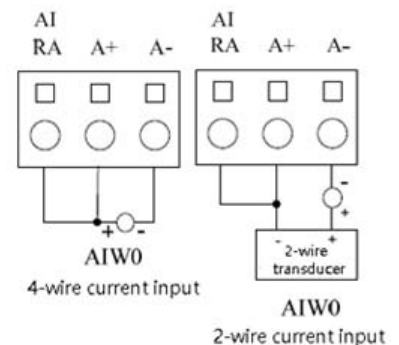 AI
RA A+ A-
+ -
AIW0
4-wire current input
AI
RA A+ A-
-
+
- +
2-wire
transducer
AIW0
2-wire current input